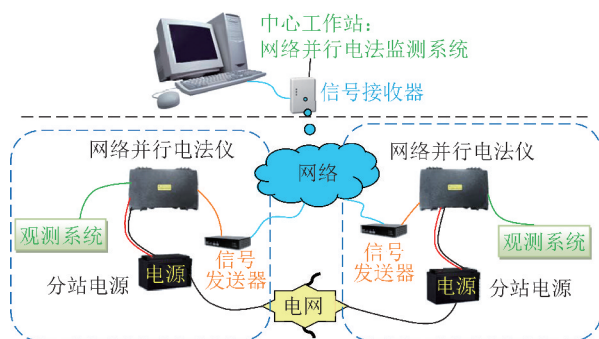 中心工作站:
网络并行电法监测系统
信号接收器
网络并行电法仪
网络并行电法仪
网络
观测系统
信号
发送器
信号
发送器
观测系统
分站电源
电源
电网
电源
分站电源